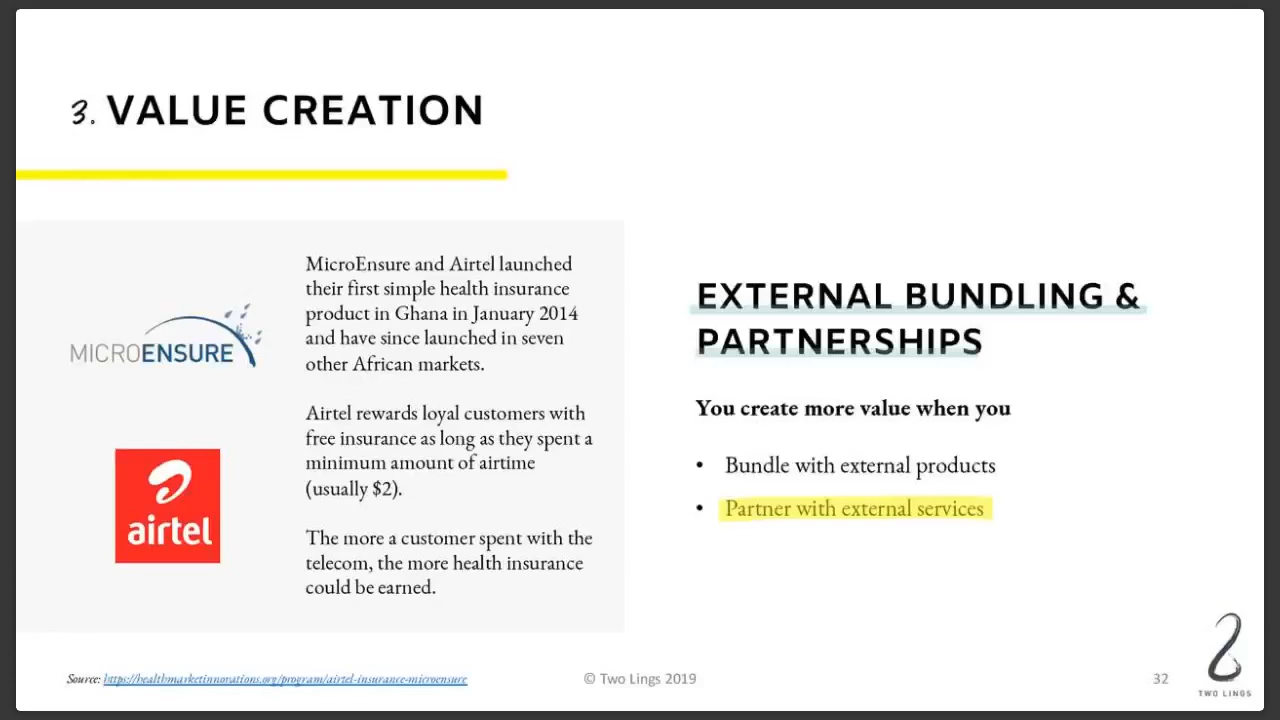 3. VALUE CREATION
MICROENSURE
airtel
MicroEnsure and Airtel launched
their first simple health insurance
product in Ghana in January 2014
and have since launched in seven
other African markets.
Airtel rewards loyal customers with
free insurance as long as they spent a
minimum amount of airtime
(usually $2).
The more a customer spent with the
telecom, the more health insurance
could be earned.
EXTERNAL BUNDLING &
PARTNERSHIPS
You create more value when you
• Bundle with external products
• Partner with external services
Source: https://healthmarketinnovations.org/program/airtel-insurance-microensure
© Two Lings 2019
32
TWO LINGS